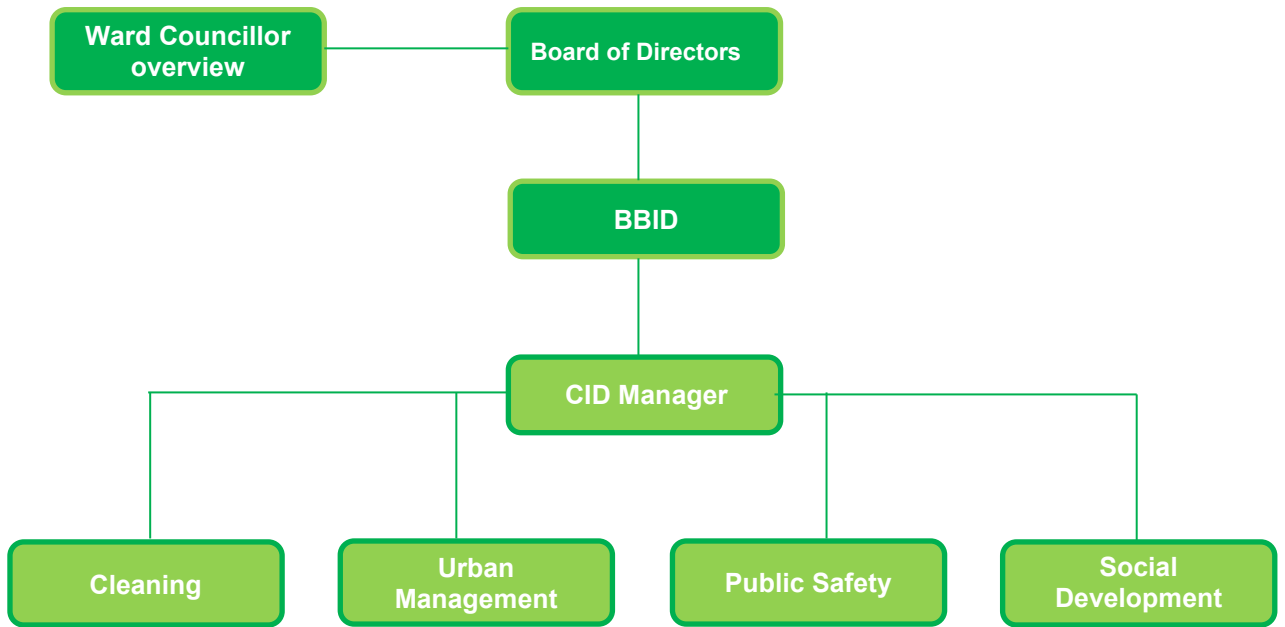 Ward Councillor
overview
Board of Directors
BBID
CID Manager
Cleaning
Urban
Management
Public Safety
Social
Development